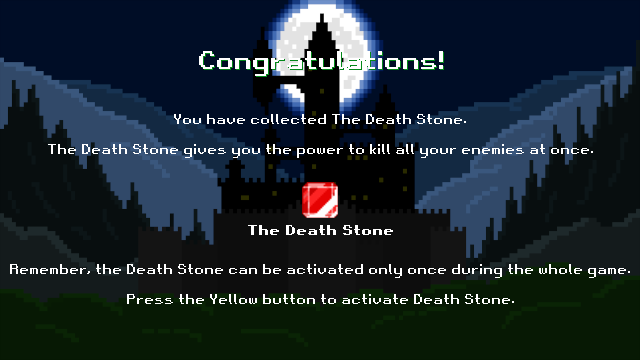 Congratulations!
You have collected The Death Stone.
The Death Stone gives you the power to kill all your enemies at once.
The Death Stone
Remember, the Death Stone can be activated only once during the whole game.
Press the Yellow button to activate Death Stone.